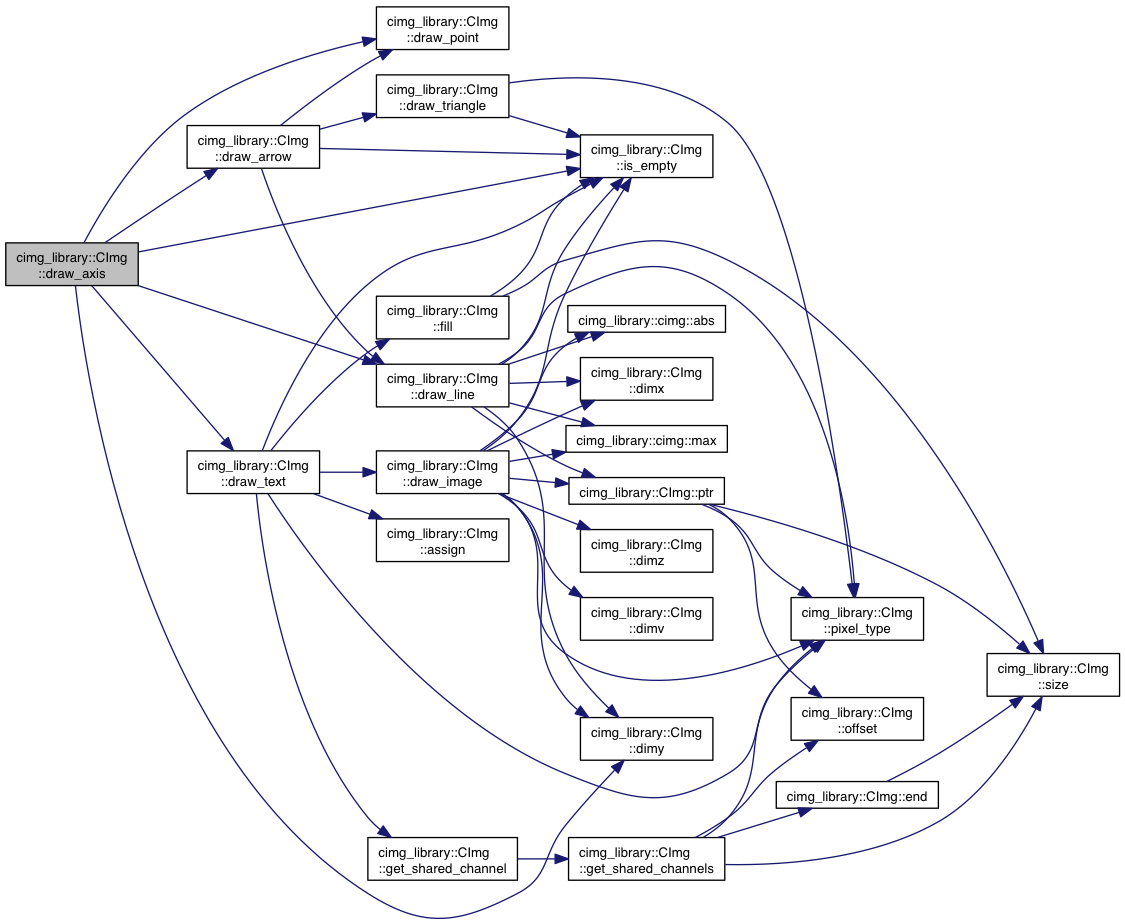 cimg_library::CImg
::draw_axis
cimg_library::CImg
::draw_arrow
cimg_library::CImg
::draw_text
cimg_library::CImg
::draw_point
cimg_library::CImg
::draw_triangle
cimg_library::CImg
::fill
cimg_library::CImg
::draw_line
cimg_library::CImg
::draw_image
cimg_library::CImg
::assign
cimg_library::CImg
::get_shared_channel
cimg_library::CImg
::is_empty
cimg_library::cimg::abs
cimg_library::CImg
::dimx
cimg_library::cimg::max
cimg_library::CImg::ptr
cimg_library::CImg
::dimz
cimg_library::CImg
::dimv
cimg_library::CImg
::dimy
cimg_library::CImg
::get_shared_channels
cimg_library::CImg
::pixel_type
cimg_library::CImg
::offset
cimg_library::CImg::end
cimg_library::CImg
::size